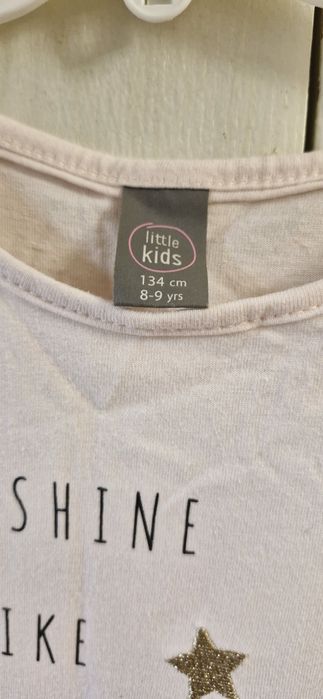 little
kids
134 cm
8-9 yrs
SHINE
IKE